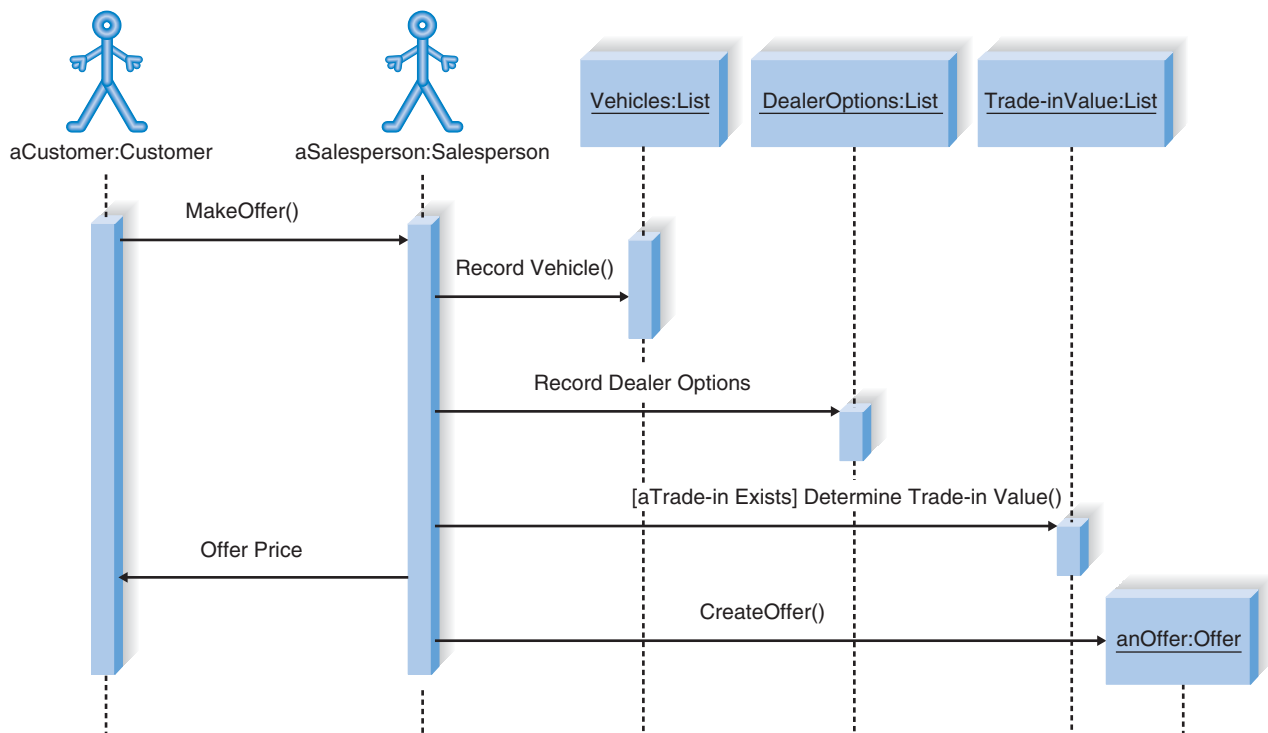 Vehicles:List
DealerOptions:List
Trade-inValue:List
aCustomer:Customer
aSalesperson:Salesperson
MakeOffer()
Record Vehicle()
Record Dealer Options
[aTrade-in Exists] Determine Trade-in Value()
Offer Price
CreateOffer()
anOffer:Offer